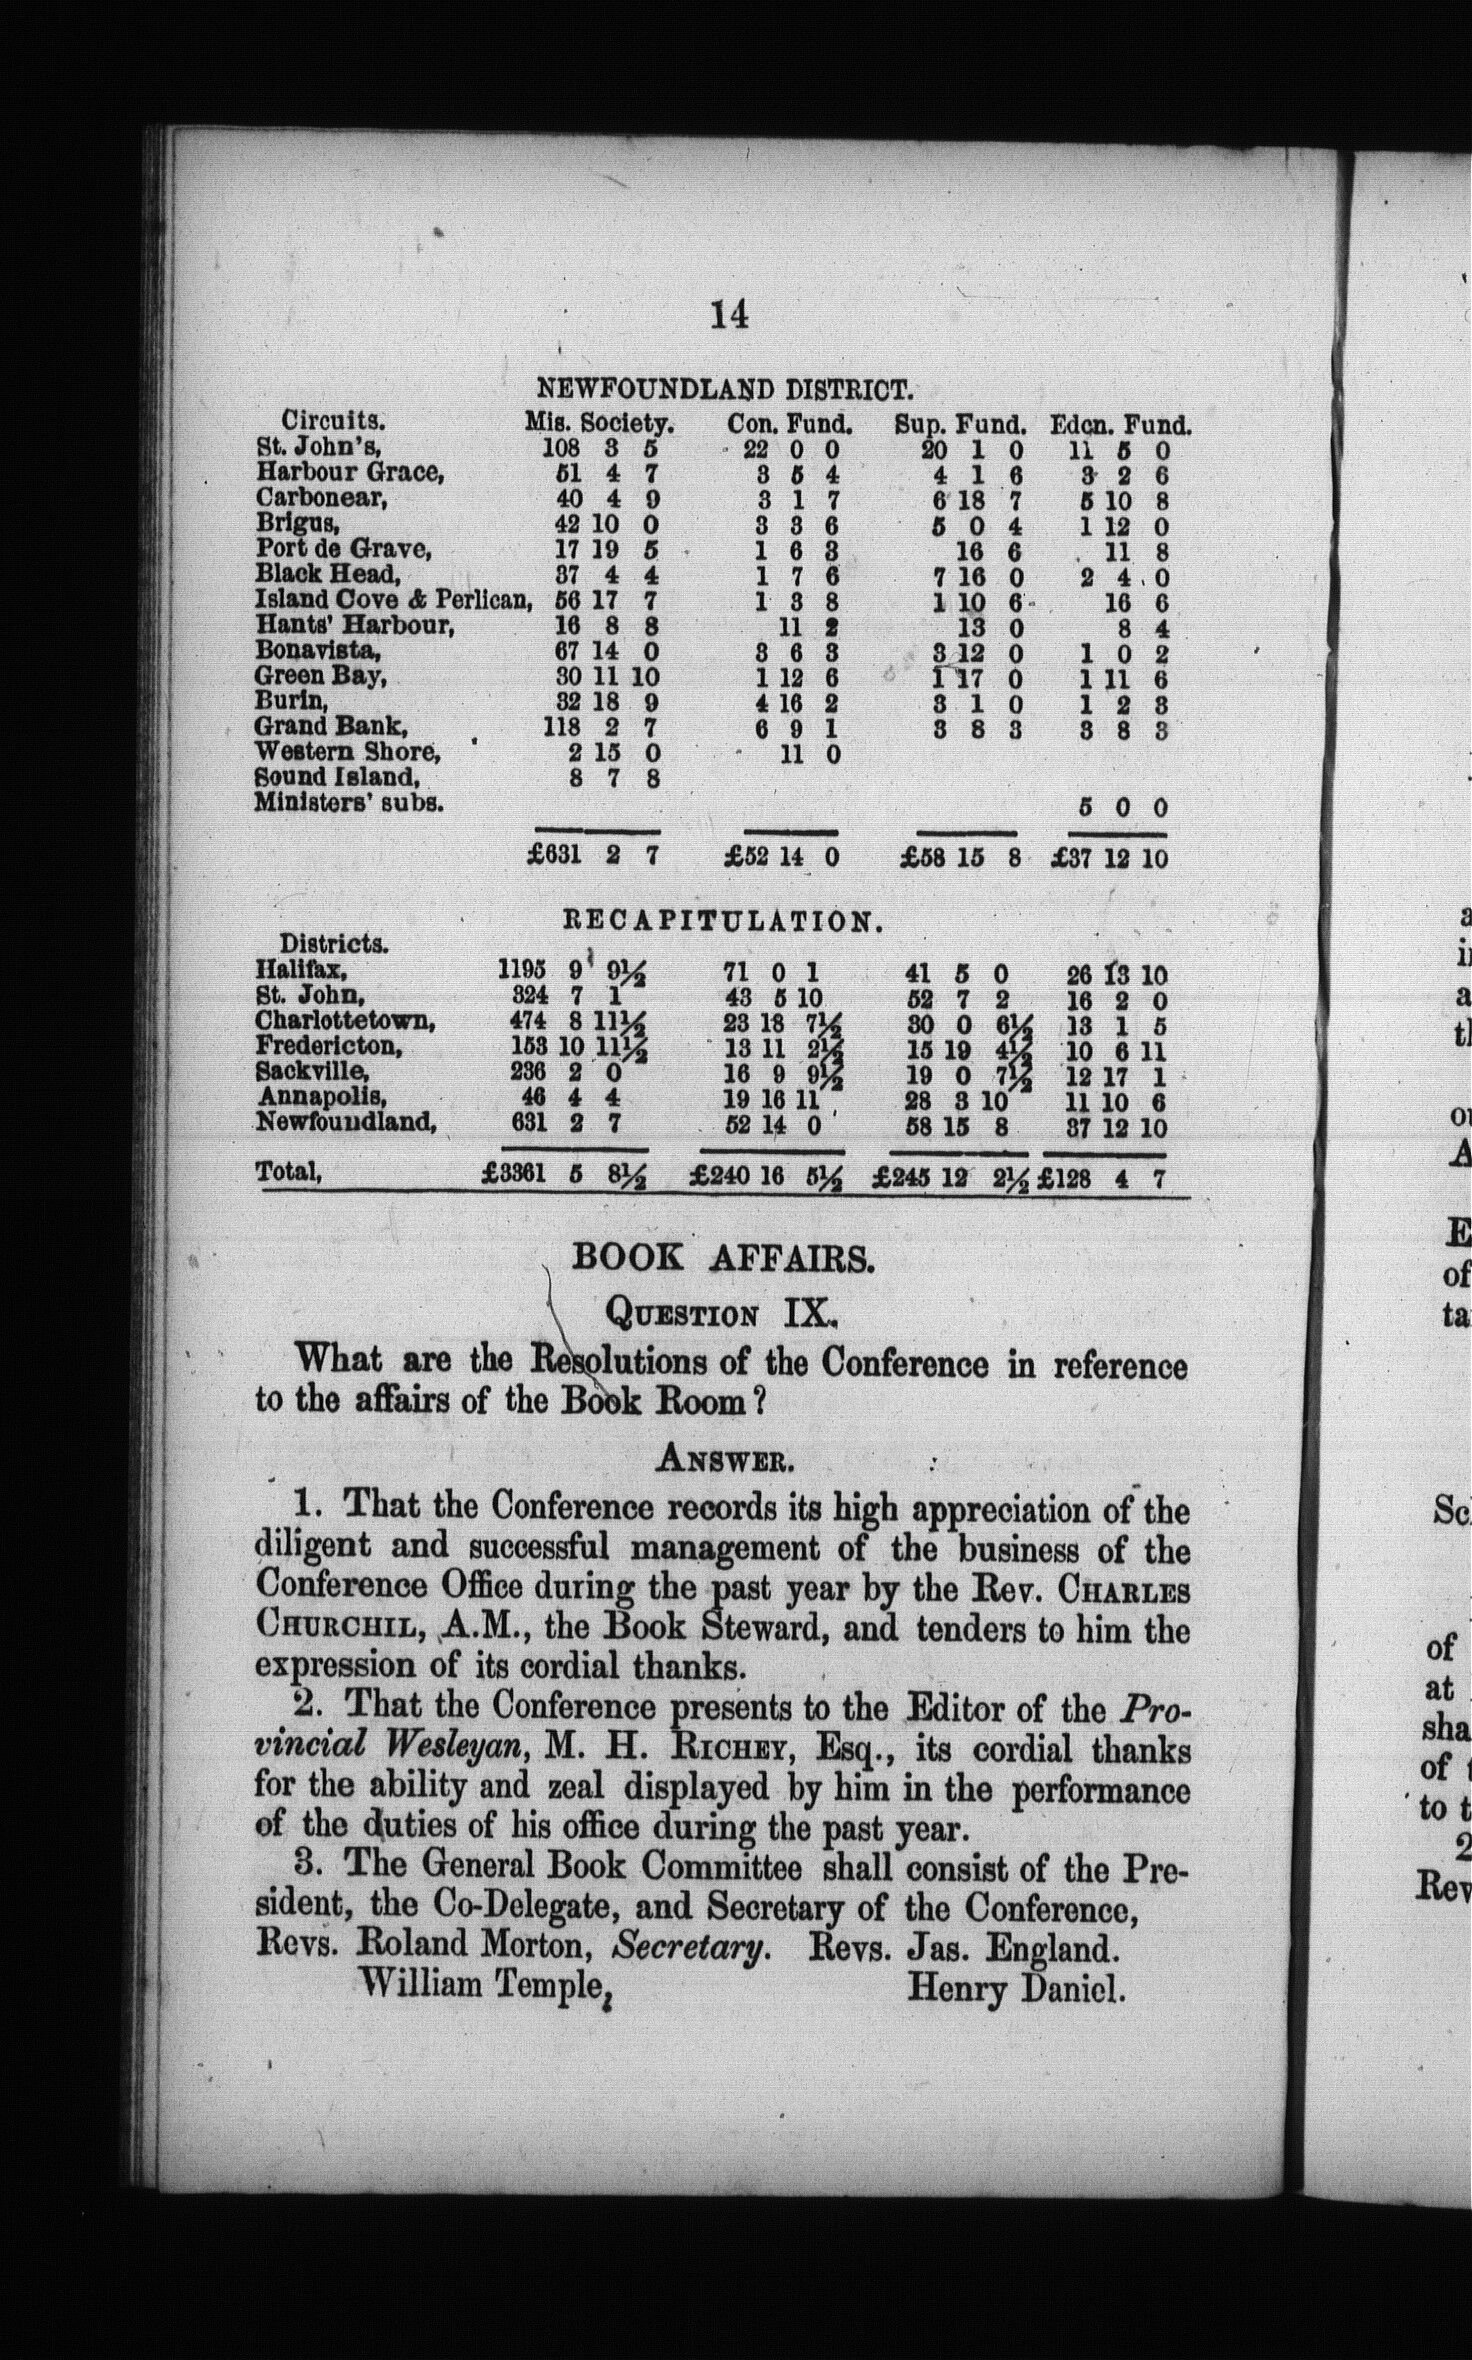 14
NEWFOUNDLAND DISTRICT.
Circuits. Mis. Society. Con. Fund. Sup. Fund. Edcn. Fund.
St. John's, 108 3 5 22 0 0 20 1 0 11 5 0
Harbour Grace, 51 4 7 3 5 4 4 1 6 3 2 6
Carbonear, 40 4 9 3 1 7 6 18 7 5 10 8
Brigus, 42 10 0 3 3 6 5 0 4 1 12 0
Port de Grave, 17 19 5 1 6 3 16 6 11 8
Black Head, 37 4 4 1 7 6 7 16 0 2 4 0
Island Cove & Perlican, 56 17 7 1 3 8 1 10 6 16 6
Hants' Harbour, 16 8 8 11 2 13 0 8 4
Bonavista, 67 14 0 3 6 3 3 12 0 1 0 2
Green Bay, 30 11 10 1 12 6 1 17 0 1 11 6
Burin, 32 18 9 4 16 2 3 1 0 1 2 3
Grand Bank, 118 2 7 6 9 1 3 8 3 3 8 3
Western Shore, 2 15 0 11 0
Sound Island, 8 7 8
Ministers' subs. 5 0 0
£631 2 7 £52 14 0 £58 15 8 £37 12 10
RECAPITULATION.
Districts.
Halifax, 1195 9 9½ 71 0 1 41 5 0 26 13 10
St. John, 324 7 1 43 5 10 52 7 2 16 2 0
Charlottetown, 474 8 11½ 23 18 7½ 30 0 6½ 13 1 5
Fredericton, 153 10 11½ 13 11 2½ 15 19 4½ 10 6 11
Sackville, 236 2 0 16 9 9½ 19 0 7½ 12 17 1
Annapolis, 46 4 4 19 16 11 28 3 10 11 10 6
Newfoundland, 631 2 7 52 14 0 58 15 8 37 12 10
Total, £3361 5 8½ £240 16 5½ £245 12 2½ £128 4 7
BOOK AFFAIRS.
QUESTION IX.
What are the Resolutions of the Conference in reference
to the affairs of the Book Room?
ANSWER.
1. That the Conference records its high appreciation of the
diligent and successful management of the business of the
Conference Office during the past year by the Rev. CHARLES
CHURCHIL, A.M., the Book Steward, and tenders to him the
expression of its cordial thanks.
2. That the Conference presents to the Editor of the Pro-
vincial Wesleyan, M. H. RICHEY, Esq., its cordial thanks
for the ability and zeal displayed by him in the performance
of the duties of his office during the past year.
3. The General Book Committee shall consist of the Pre-
sident, the Co-Delegate, and Secretary of the Conference,
Revs. Roland Morton, Secretary. Revs. Jas. England.
William Temple, Henry Daniel.